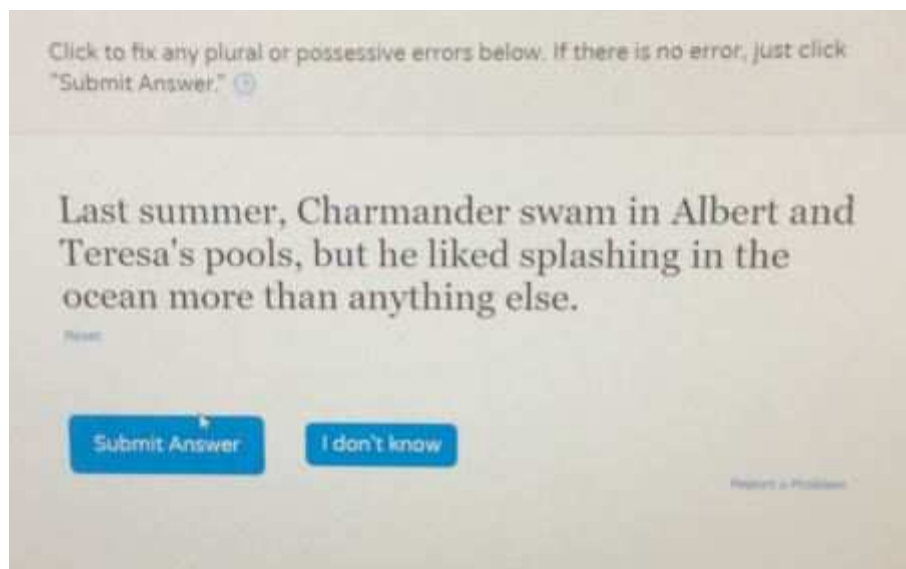 Click to fix any plural or possessive errors below. If there is no error, just click
"Submit Answer."
Last summer, Charmander swam in Albert and
Teresa's pools, but he liked splashing in the
ocean more than anything else.
Reset
Submit Answer
I don't know
Report a Problem